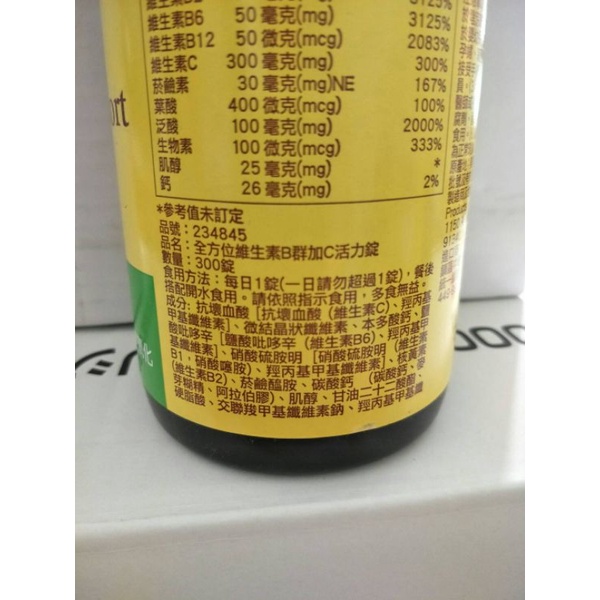 維生素B6 50 毫克(mg) 3125%
維生素B12 50 微克(mcg) 2083%
維生素C 300 毫克(mg) 300%
菸鹼素 30 毫克(mg)NE 167%
葉酸 400 微克(mcg) 100%
泛酸 100 毫克(mg) 2000%
生物素 100 微克(mcg) 333%
肌醇 25 毫克(mg) *
鈣 26 毫克(mg) 2%
*參考值未訂定
品號：234845
品名：全方位維生素B群加C活力錠
數量：300錠
食用方法：每日1錠(一日請勿超過1錠)，餐後
搭配開水食用。請依照指示食用，多食無益。
成分：抗壞血酸 [抗壞血酸 (維生素C)、羥丙基
甲基纖維素]、微結晶狀纖維素、本多酸鈣、鹽
酸吡哆辛 [鹽酸吡哆辛 (維生素B6)、羥丙基甲
基纖維素]、硝酸硫胺明 [硝酸硫胺明 (維生素
B1，硝酸噻胺)、羥丙基甲基纖維素]、核黃素
(維生素B2)、菸鹼醯胺、碳酸鈣 (碳酸鈣、麥
芽糊精、阿拉伯膠)、肌醇、甘油二十二酸酯、
硬脂酸、交聯羧甲基纖維素鈉、羥丙基甲基纖
rt
化